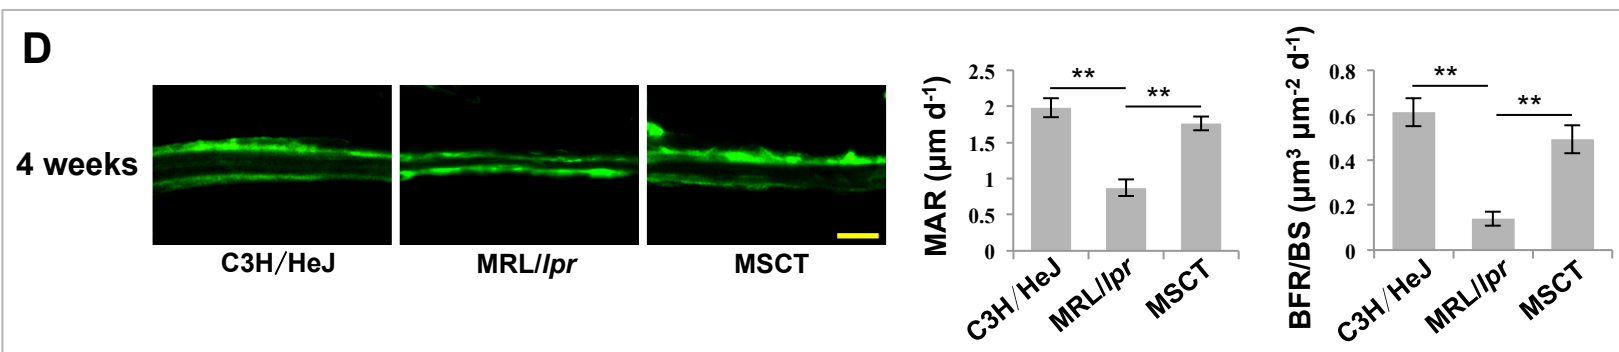 D
4 weeks
C3H/HeJ
MRL/lpr
MSCT
MAR (µm d-1)
2.5
2
1.5
1
0.5
0
**
**
C3H/HeJ
MRL/lpr
MSCT
BFR/BS (µm³ µm-² d-¹)
0.8
0.6
0.4
0.2
0
**
**
C3H/HeJ
MRL/lpr
MSCT